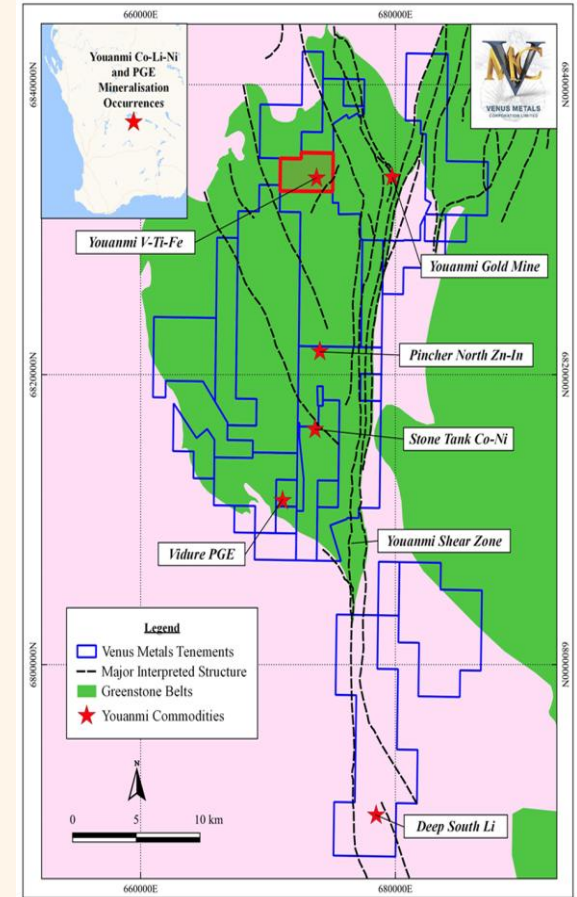 660000E
680000E
Youanmi Co-Li-Ni
and PGE
Mineralisation
Occurrences
VMC
VENUS METALS
CORPORATION LIMITED
6840000N
6840000N
Youanmi V-Ti-Fe
Youanmi Gold Mine
Pincher North Zn-In
6820000N
6820000N
Stone Tank Co-Ni
Youanmi Shear Zone
Vidure PGE
Legend
Venus Metals Tenements
Major Interpreted Structure
Greenstone Belts
Youanmi Commodities
6800000N
6800000N
N
0 5 10 km
Deep South Li
660000E
680000E